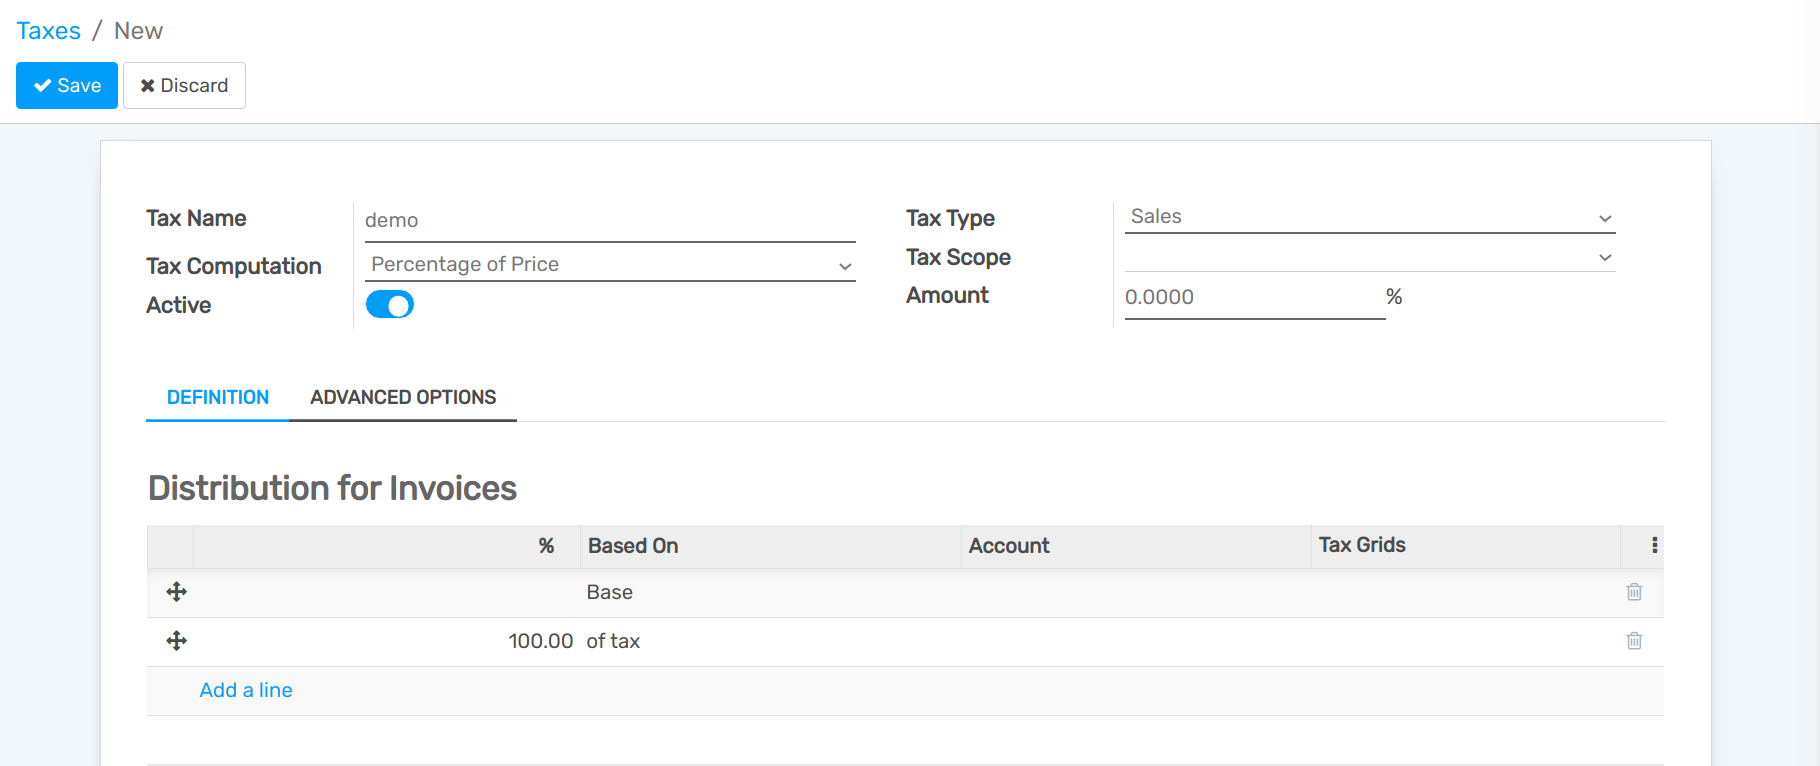 Taxes / New
Save Discard
Tax Name demo
Tax Computation Percentage of Price
Active
Tax Type Sales
Tax Scope
Amount 0.0000 %
DEFINITION ADVANCED OPTIONS
Distribution for Invoices
% Based On Account Tax Grids
Base
100.00 of tax
Add a line